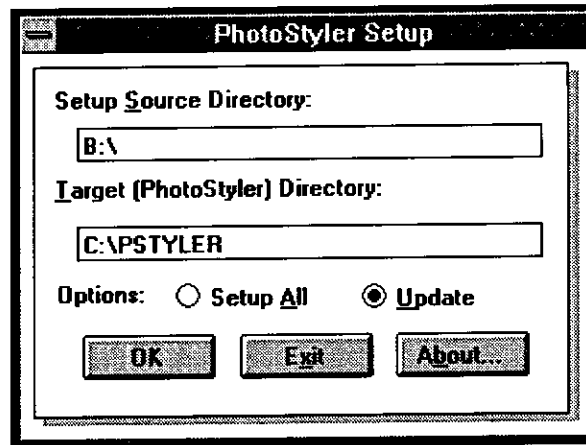 PhotoStyler Setup
Setup Source Directory:
B:\
Target (PhotoStyler) Directory:
C:\PSTYLER
Options: Setup All Update
OK Exit About...